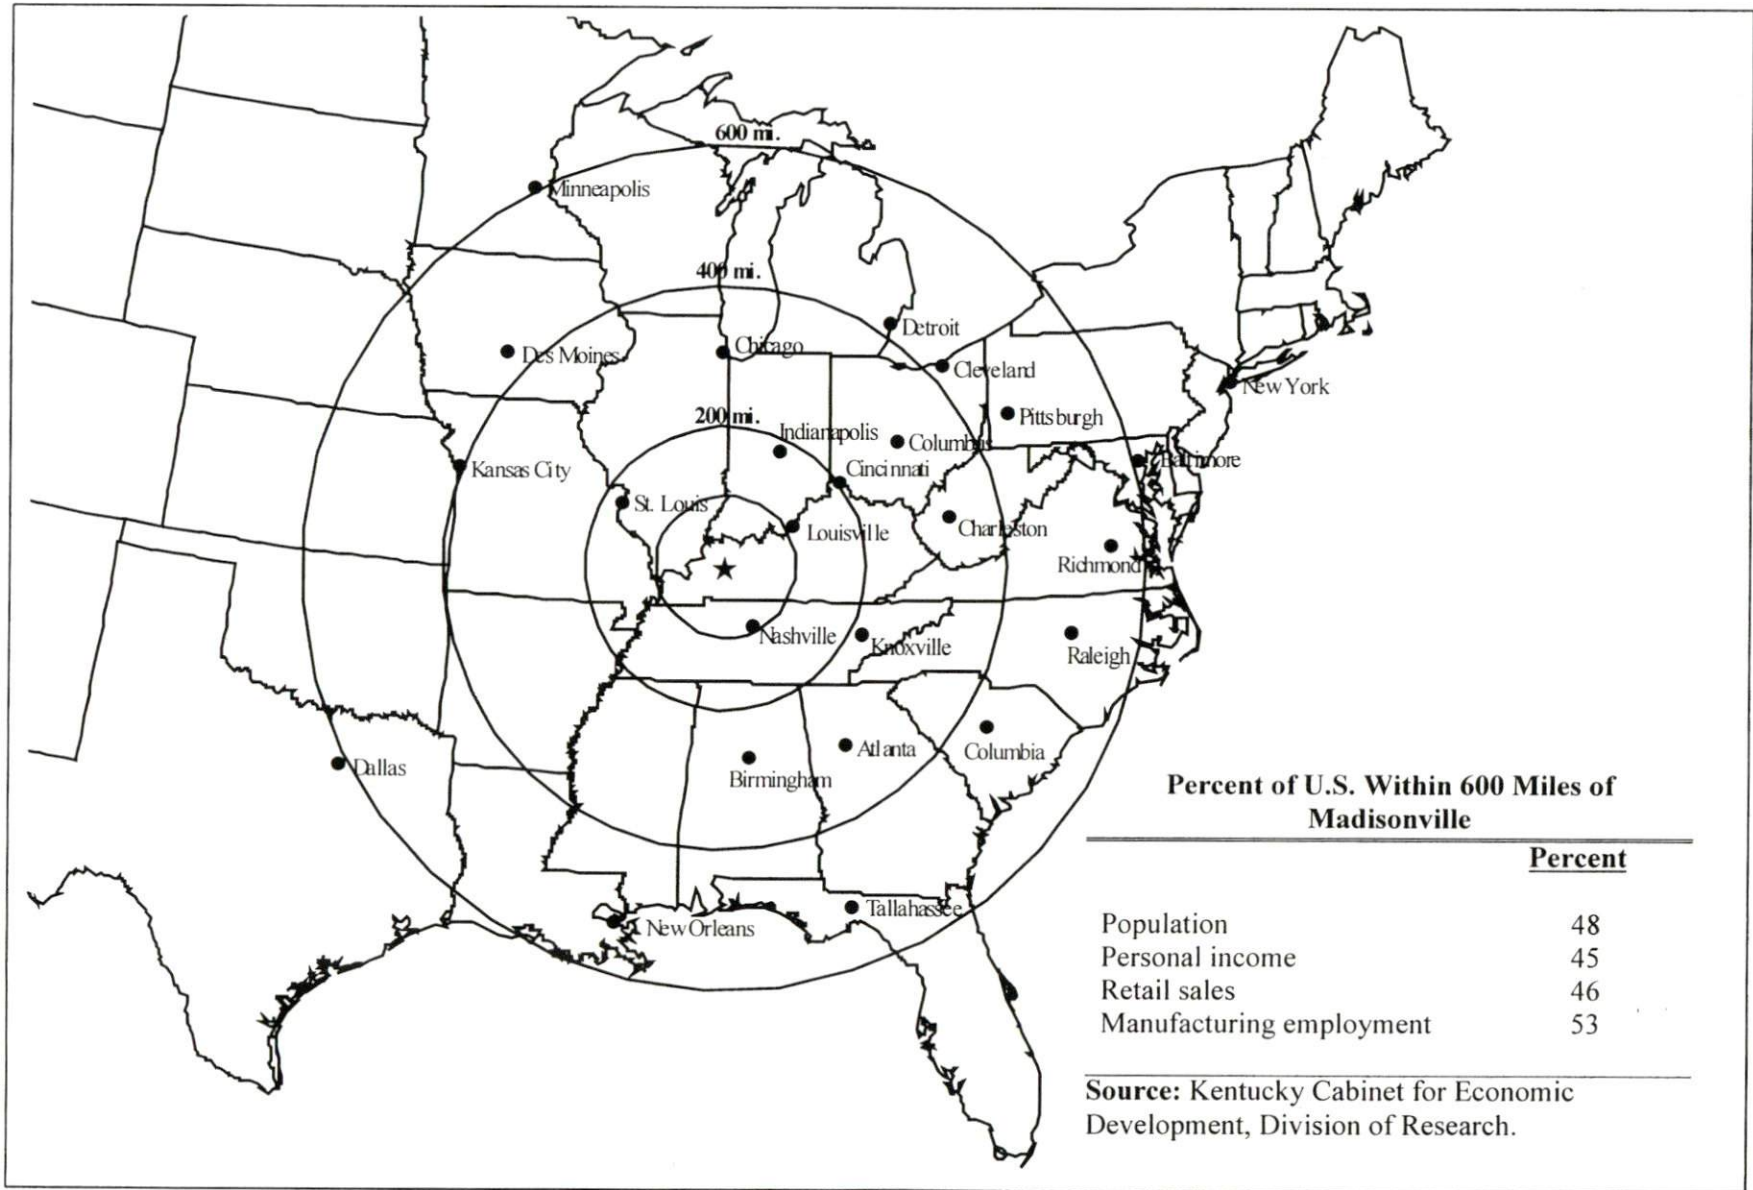 600 mi.
Minneapolis
400 mi.
Detroit
Des Moines
Chicago
Cleveland
New York
200 mi.
Pittsburgh
Indianapolis
Columbus
Kansas City
Cincinnati
Baltimore
St. Louis
Louisville
Charleston
Richmond
Nashville
Knoxville
Raleigh
Dallas
Atlanta
Columbia
Birmingham
New Orleans
Tallahassee
Percent of U.S. Within 600 Miles of
Madisonville
Percent
Population 48
Personal income 45
Retail sales 46
Manufacturing employment 53
Source: Kentucky Cabinet for Economic
Development, Division of Research.